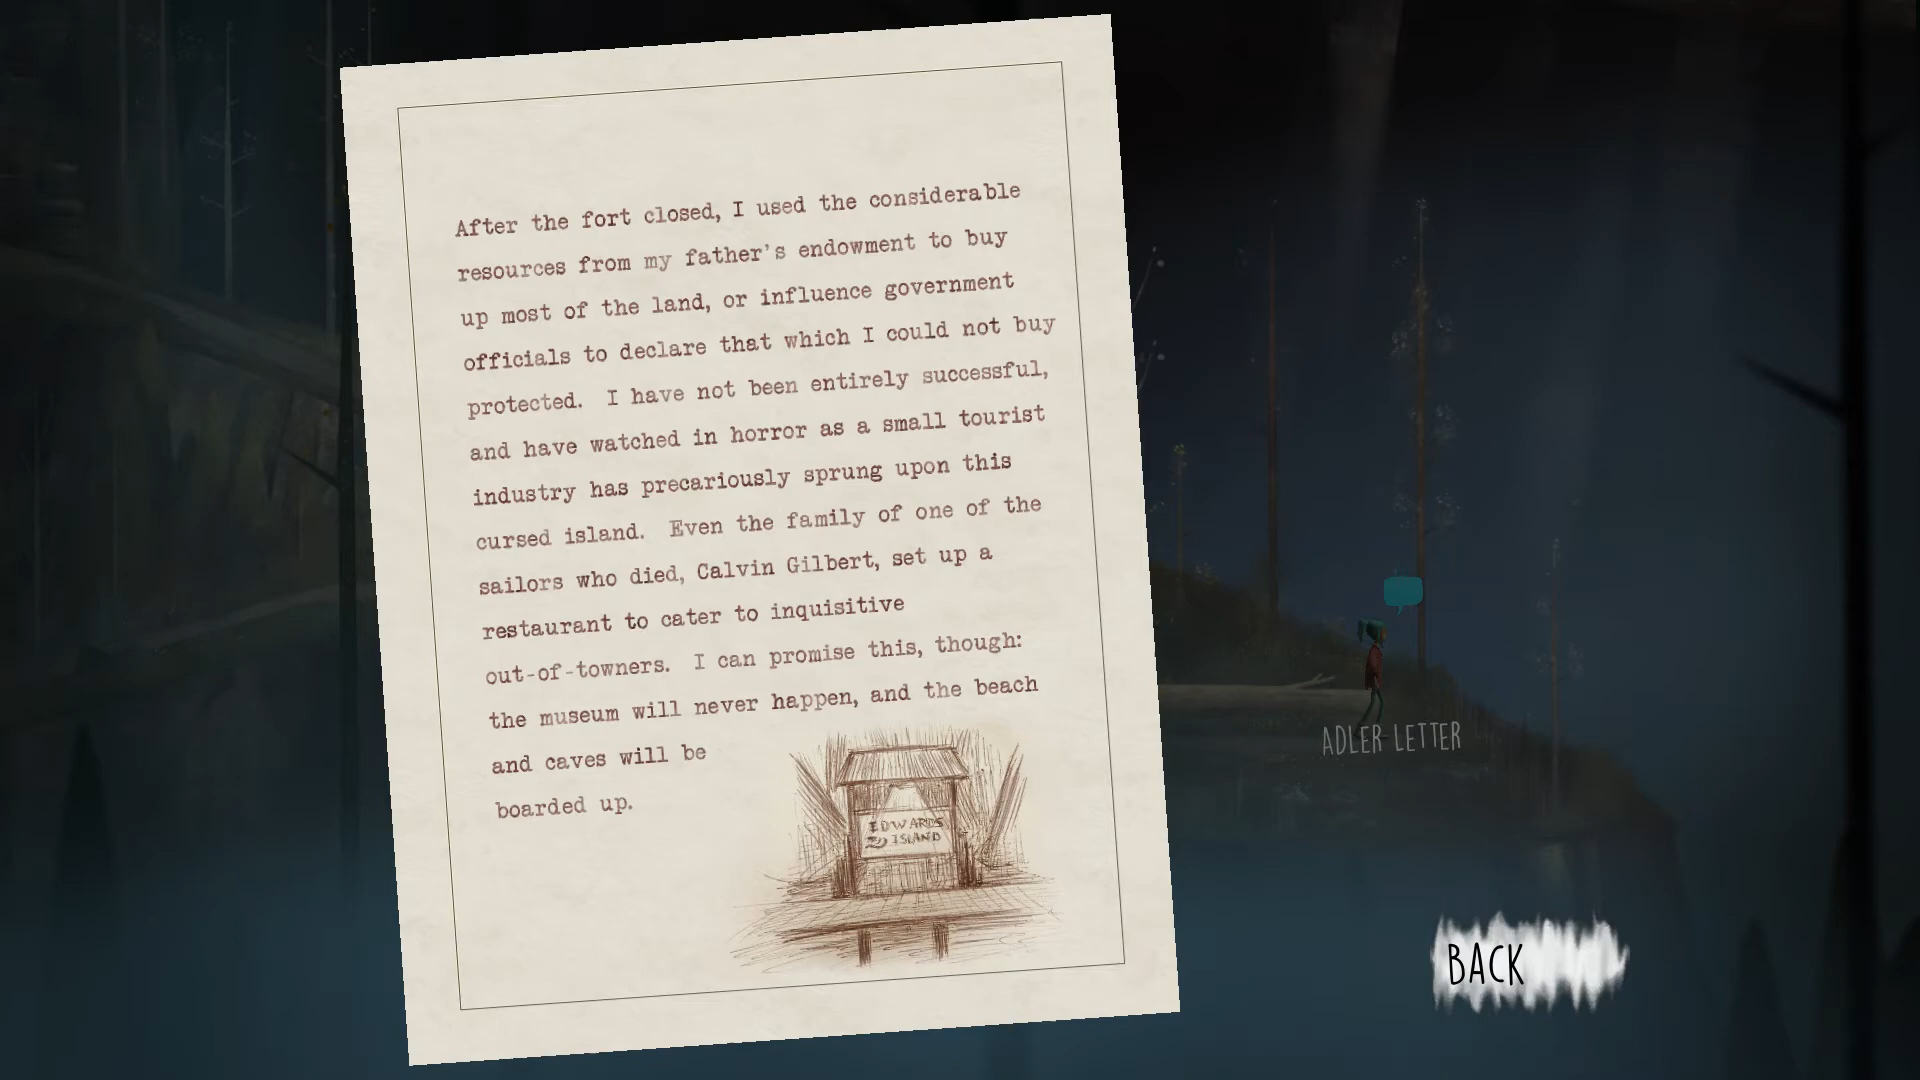 After the fort closed, I used the considerable
resources from my father's endowment to buy
up most of the land, or influence government
officials to declare that which I could not buy
protected.  I have not been entirely successful,
and have watched in horror as a small tourist
industry has precariously sprung upon this
cursed island.  Even the family of one of the
sailors who died, Calvin Gilbert, set up a
restaurant to cater to inquisitive
out-of-towners.  I can promise this, though:
the museum will never happen, and the beach
and caves will be
boarded up.
EDWARDS
ISLAND
ADLER LETTER
BACK